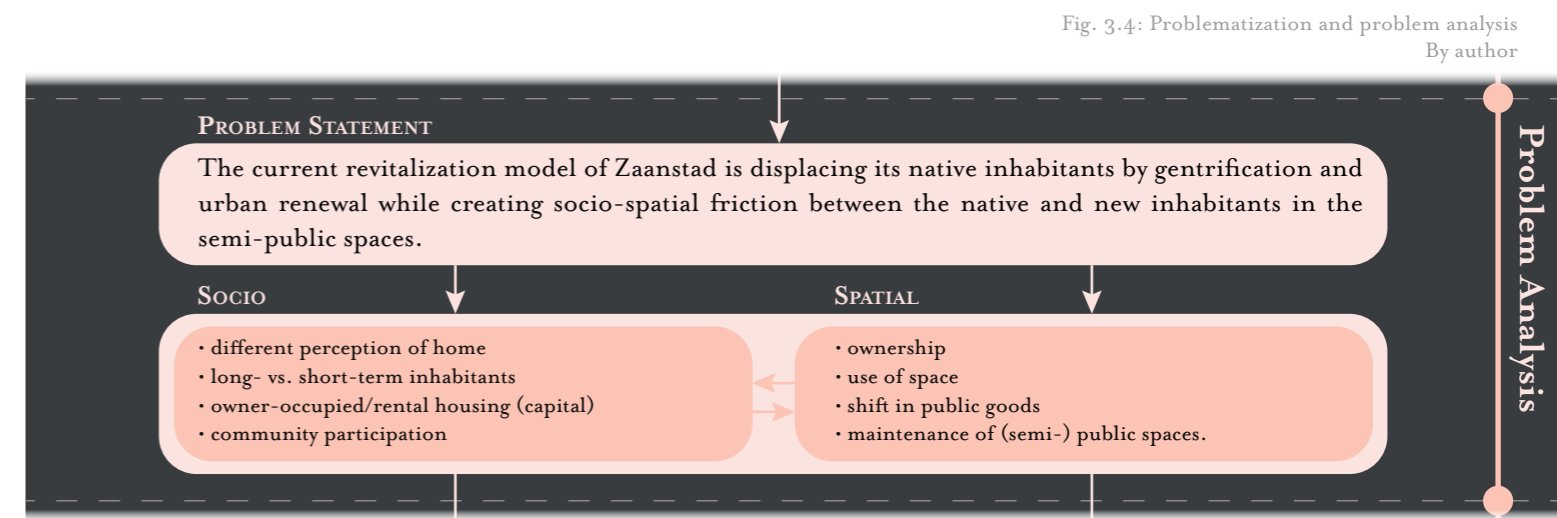 Fig. 3.4: Problematization and problem analysis
By author
Problem Statement
The current revitalization model of Zaanstad is displacing its native inhabitants by gentrification and
urban renewal while creating socio-spatial friction between the native and new inhabitants in the
semi-public spaces.
Socio
• different perception of home
• long- vs. short-term inhabitants
• owner-occupied/rental housing (capital)
• community participation
Spatial
• ownership
• use of space
• shift in public goods
• maintenance of (semi-) public spaces.
Problem Analysis